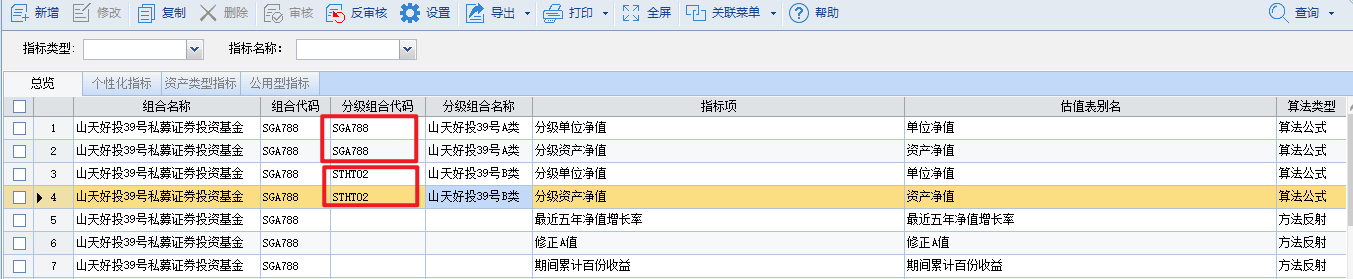 新增 修改 复制 删除 审核 反审核 设置 导出 打印 全屏 关联菜单 帮助 查询
指标类型: 指标名称:
总览 个性化指标 资产类型指标 公用型指标
组合名称 组合代码 分级组合代码 分级组合名称 指标项 估值表别名 算法类型
1 山天好投39号私募证券投资基金 SGA788 SGA788 山天好投39号A类 分级单位净值 单位净值 算法公式
2 山天好投39号私募证券投资基金 SGA788 SGA788 山天好投39号A类 分级资产净值 资产净值 算法公式
3 山天好投39号私募证券投资基金 SGA788 STHT02 山天好投39号B类 分级单位净值 单位净值 算法公式
4 山天好投39号私募证券投资基金 SGA788 STHT02 山天好投39号B类 分级资产净值 资产净值 算法公式
5 山天好投39号私募证券投资基金 SGA788 最近五年净值增长率 最近五年净值增长率 方法反射
6 山天好投39号私募证券投资基金 SGA788 修正A值 修正A值 方法反射
7 山天好投39号私募证券投资基金 SGA788 期间累计百份收益 期间累计百份收益 方法反射